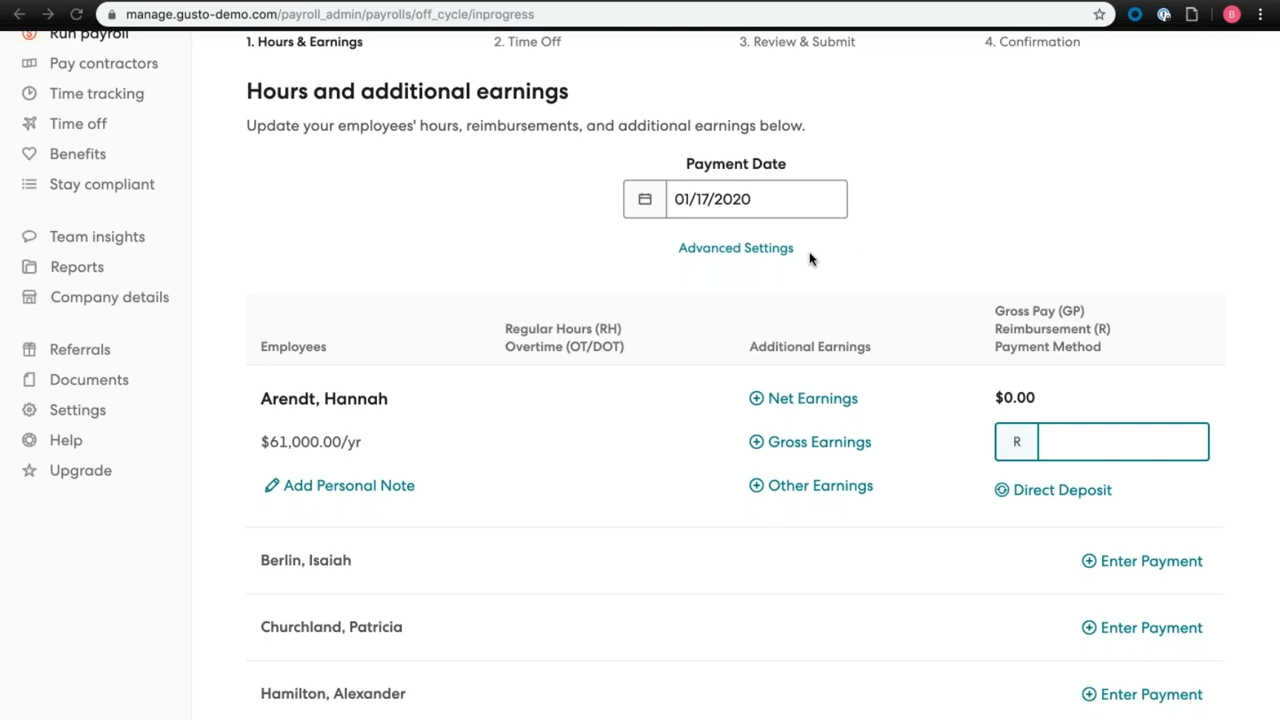 manage.gusto-demo.com/payroll_admin/payrolls/off_cycle/inprogress
B
Run payroll
Pay contractors
Time tracking
Time off
Benefits
Stay compliant
Team insights
Reports
Company details
Referrals
Documents
Settings
Help
Upgrade
1. Hours & Earnings
2. Time Off
3. Review & Submit
4. Confirmation
Hours and additional earnings
Update your employees' hours, reimbursements, and additional earnings below.
Payment Date
01/17/2020
Advanced Settings
Employees
Regular Hours (RH)
Overtime (OT/DOT)
Additional Earnings
Gross Pay (GP)
Reimbursement (R)
Payment Method
Arendt, Hannah
Net Earnings
$0.00
$61,000.00/yr
Gross Earnings
R
Add Personal Note
Other Earnings
Direct Deposit
Berlin, Isaiah
Enter Payment
Churchland, Patricia
Enter Payment
Hamilton, Alexander
Enter Payment